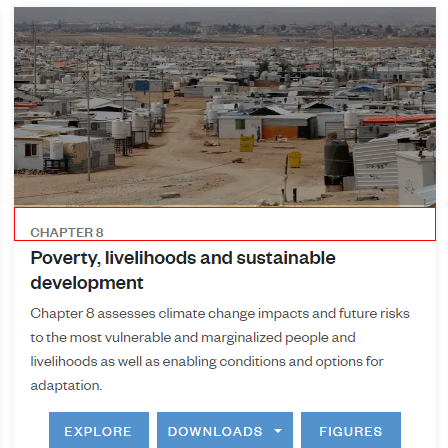 CHAPTER 8
Poverty, livelihoods and sustainable
development
Chapter 8 assesses climate change impacts and future risks
to the most vulnerable and marginalized people and
livelihoods as well as enabling conditions and options for
adaptation.
EXPLORE DOWNLOADS FIGURES